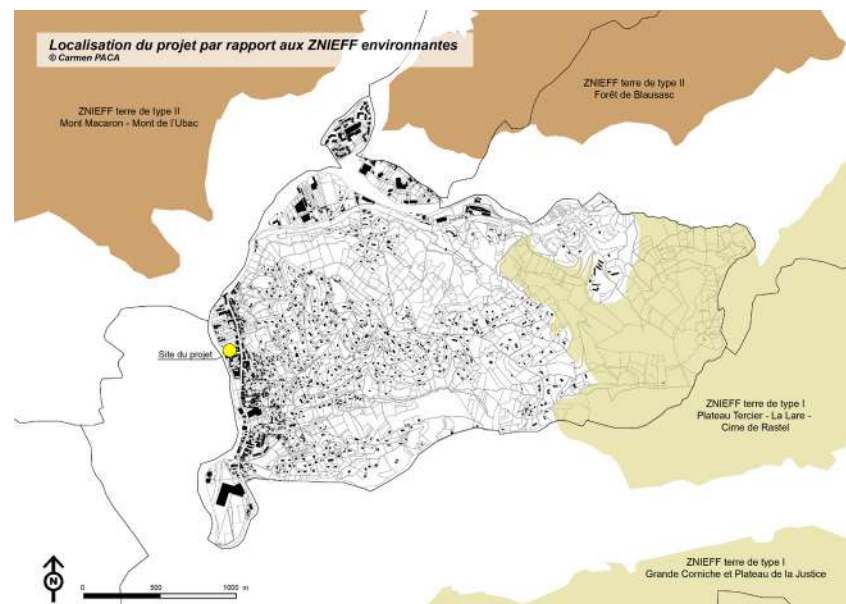 Localisation du projet par rapport aux ZNIEFF environnantes
© Carmen PACA
ZNIEFF terre de type II
Mont Macaron - Mont de l'Ubac
ZNIEFF terre de type II
Forêt de Blausasc
Site du projet
ZNIEFF terre de type I
Plateau Tercier - La Lare -
Cime de Rastel
ZNIEFF terre de type I
Grande Corniche et Plateau de la Justice
N
0 500 1000 m